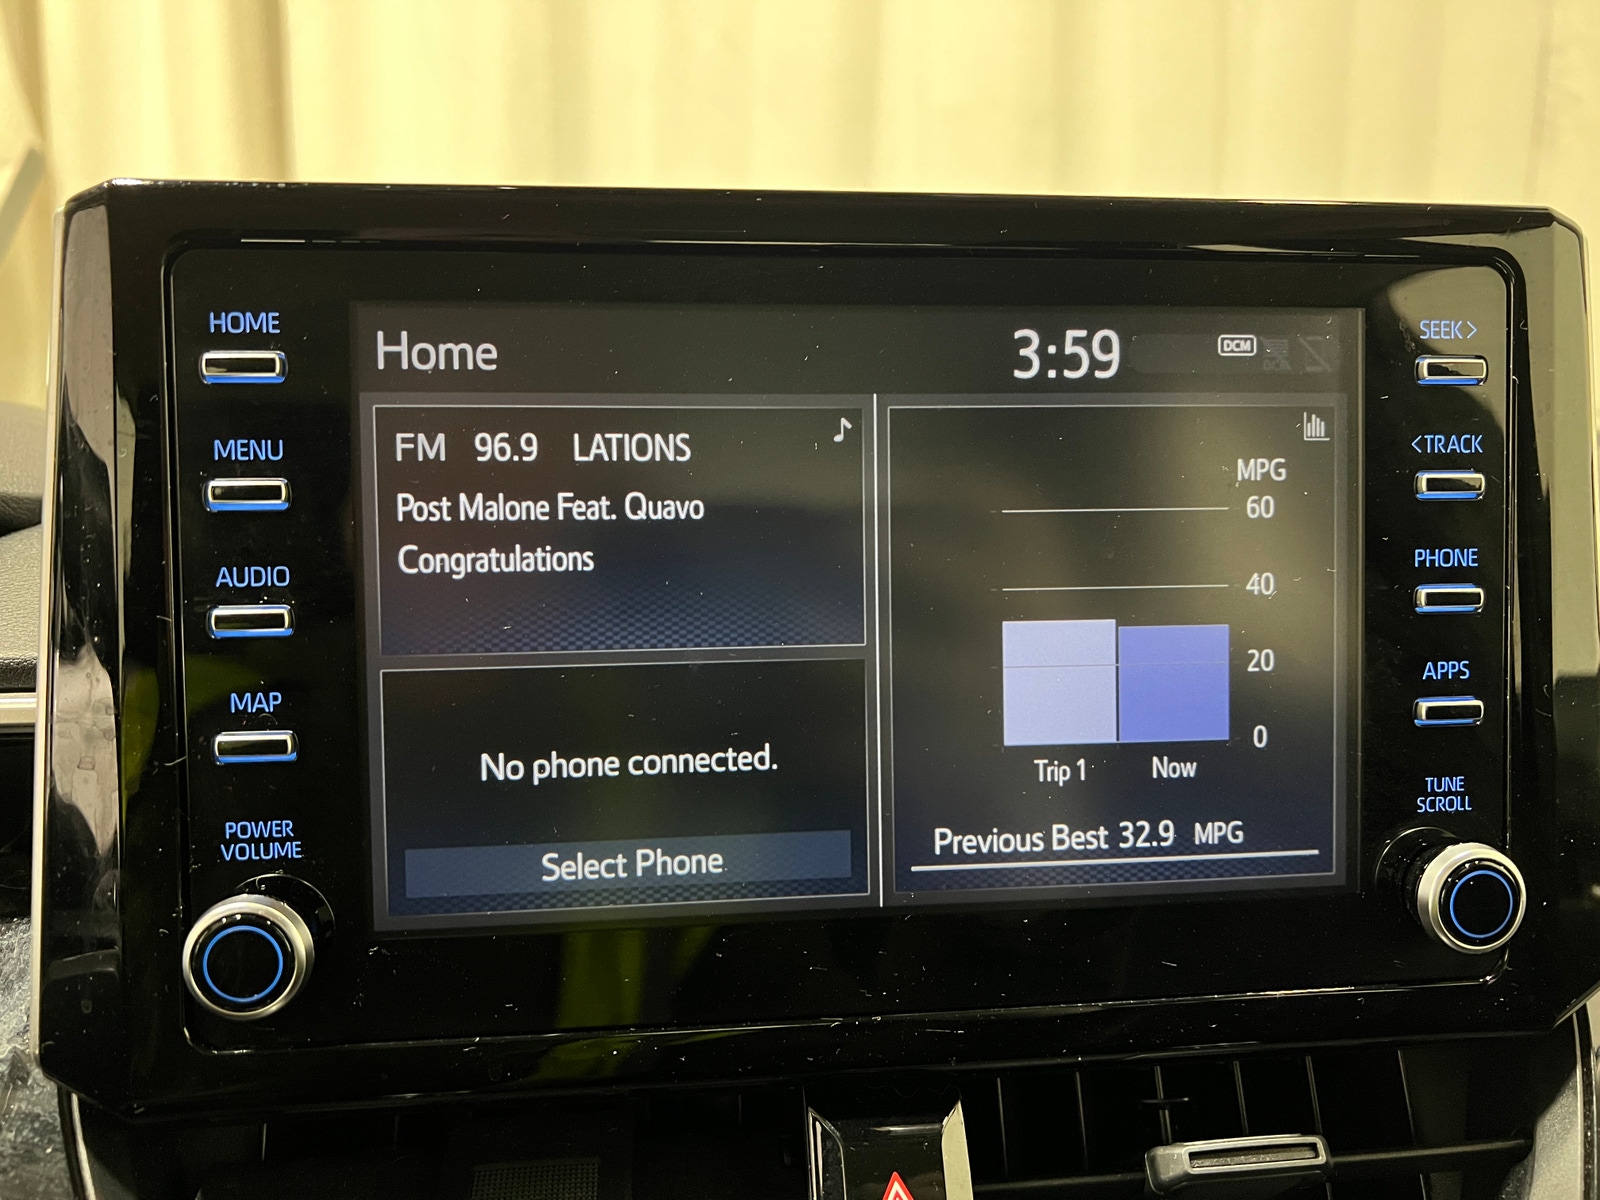 HOME
MENU
AUDIO
MAP
POWER
VOLUME
Home
3:59
DCM
FM 96.9 LATIONS
Post Malone Feat. Quavo
Congratulations
No phone connected.
Select Phone
MPG
60
40
20
0
Trip 1
Now
Previous Best 32.9 MPG
SEEK>
<TRACK
PHONE
APPS
TUNE
SCROLL